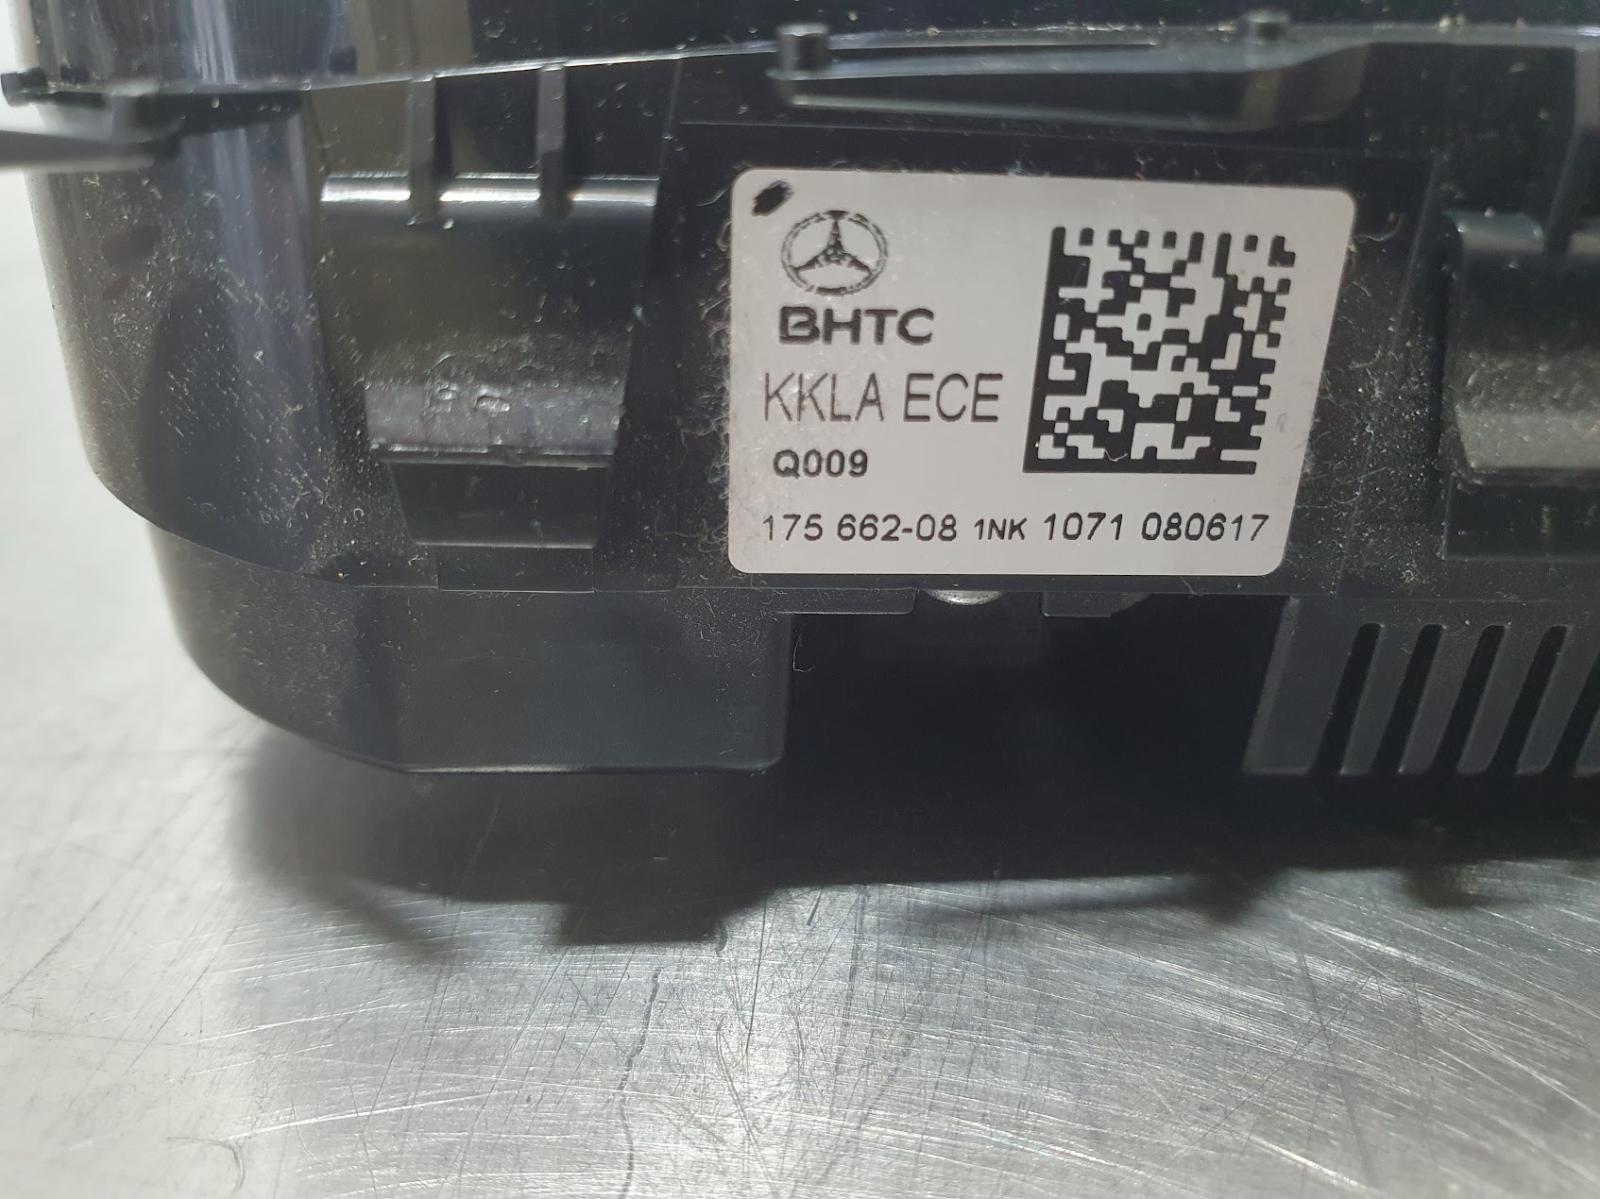 BHTC
KKLA ECE
Q009
175 662-08 1NK 1071 080617